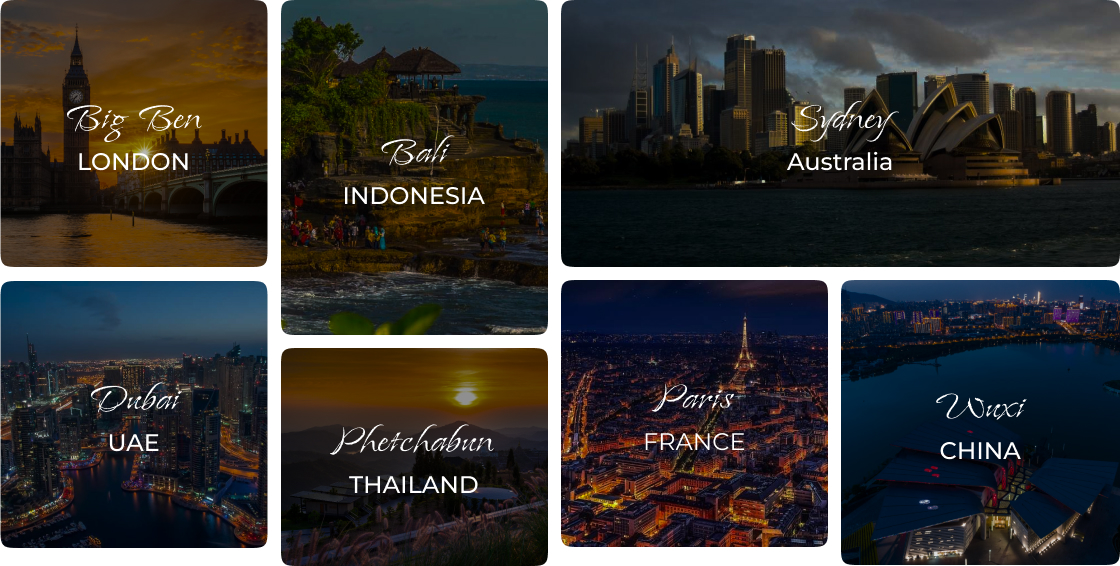 Big Ben
LONDON
Bali
INDONESIA
Sydney
Australia
Dubai
UAE
Phetchabun
THAILAND
Paris
FRANCE
Wuxi
CHINA